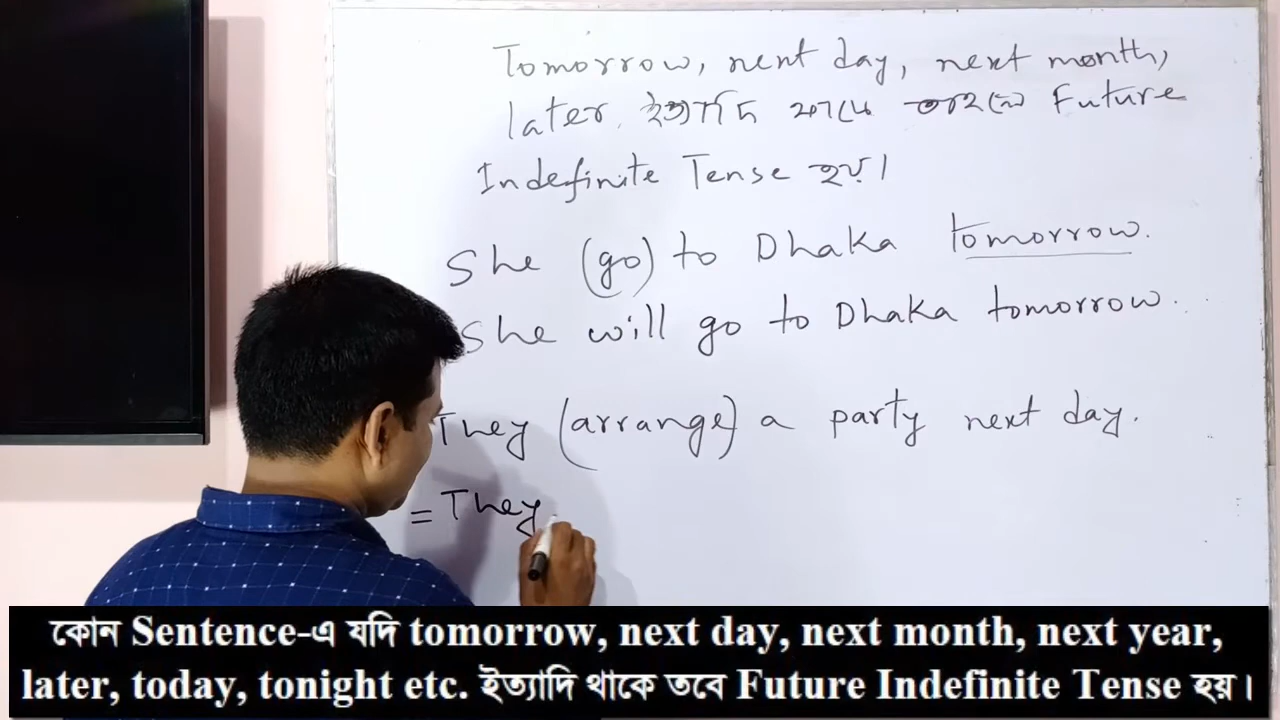 Tomorrow, next day, next month,
later ইত্যাদি থাকে তাহলে Future
Indefinite Tense হয়।
She (go) to Dhaka tomorrow.
She will go to Dhaka tomorrow.
They (arrange) a party next day.
= They
কোন Sentence-এ যদি tomorrow, next day, next month, next year,
later, today, tonight etc. ইত্যাদি থাকে তবে Future Indefinite Tense হয়।